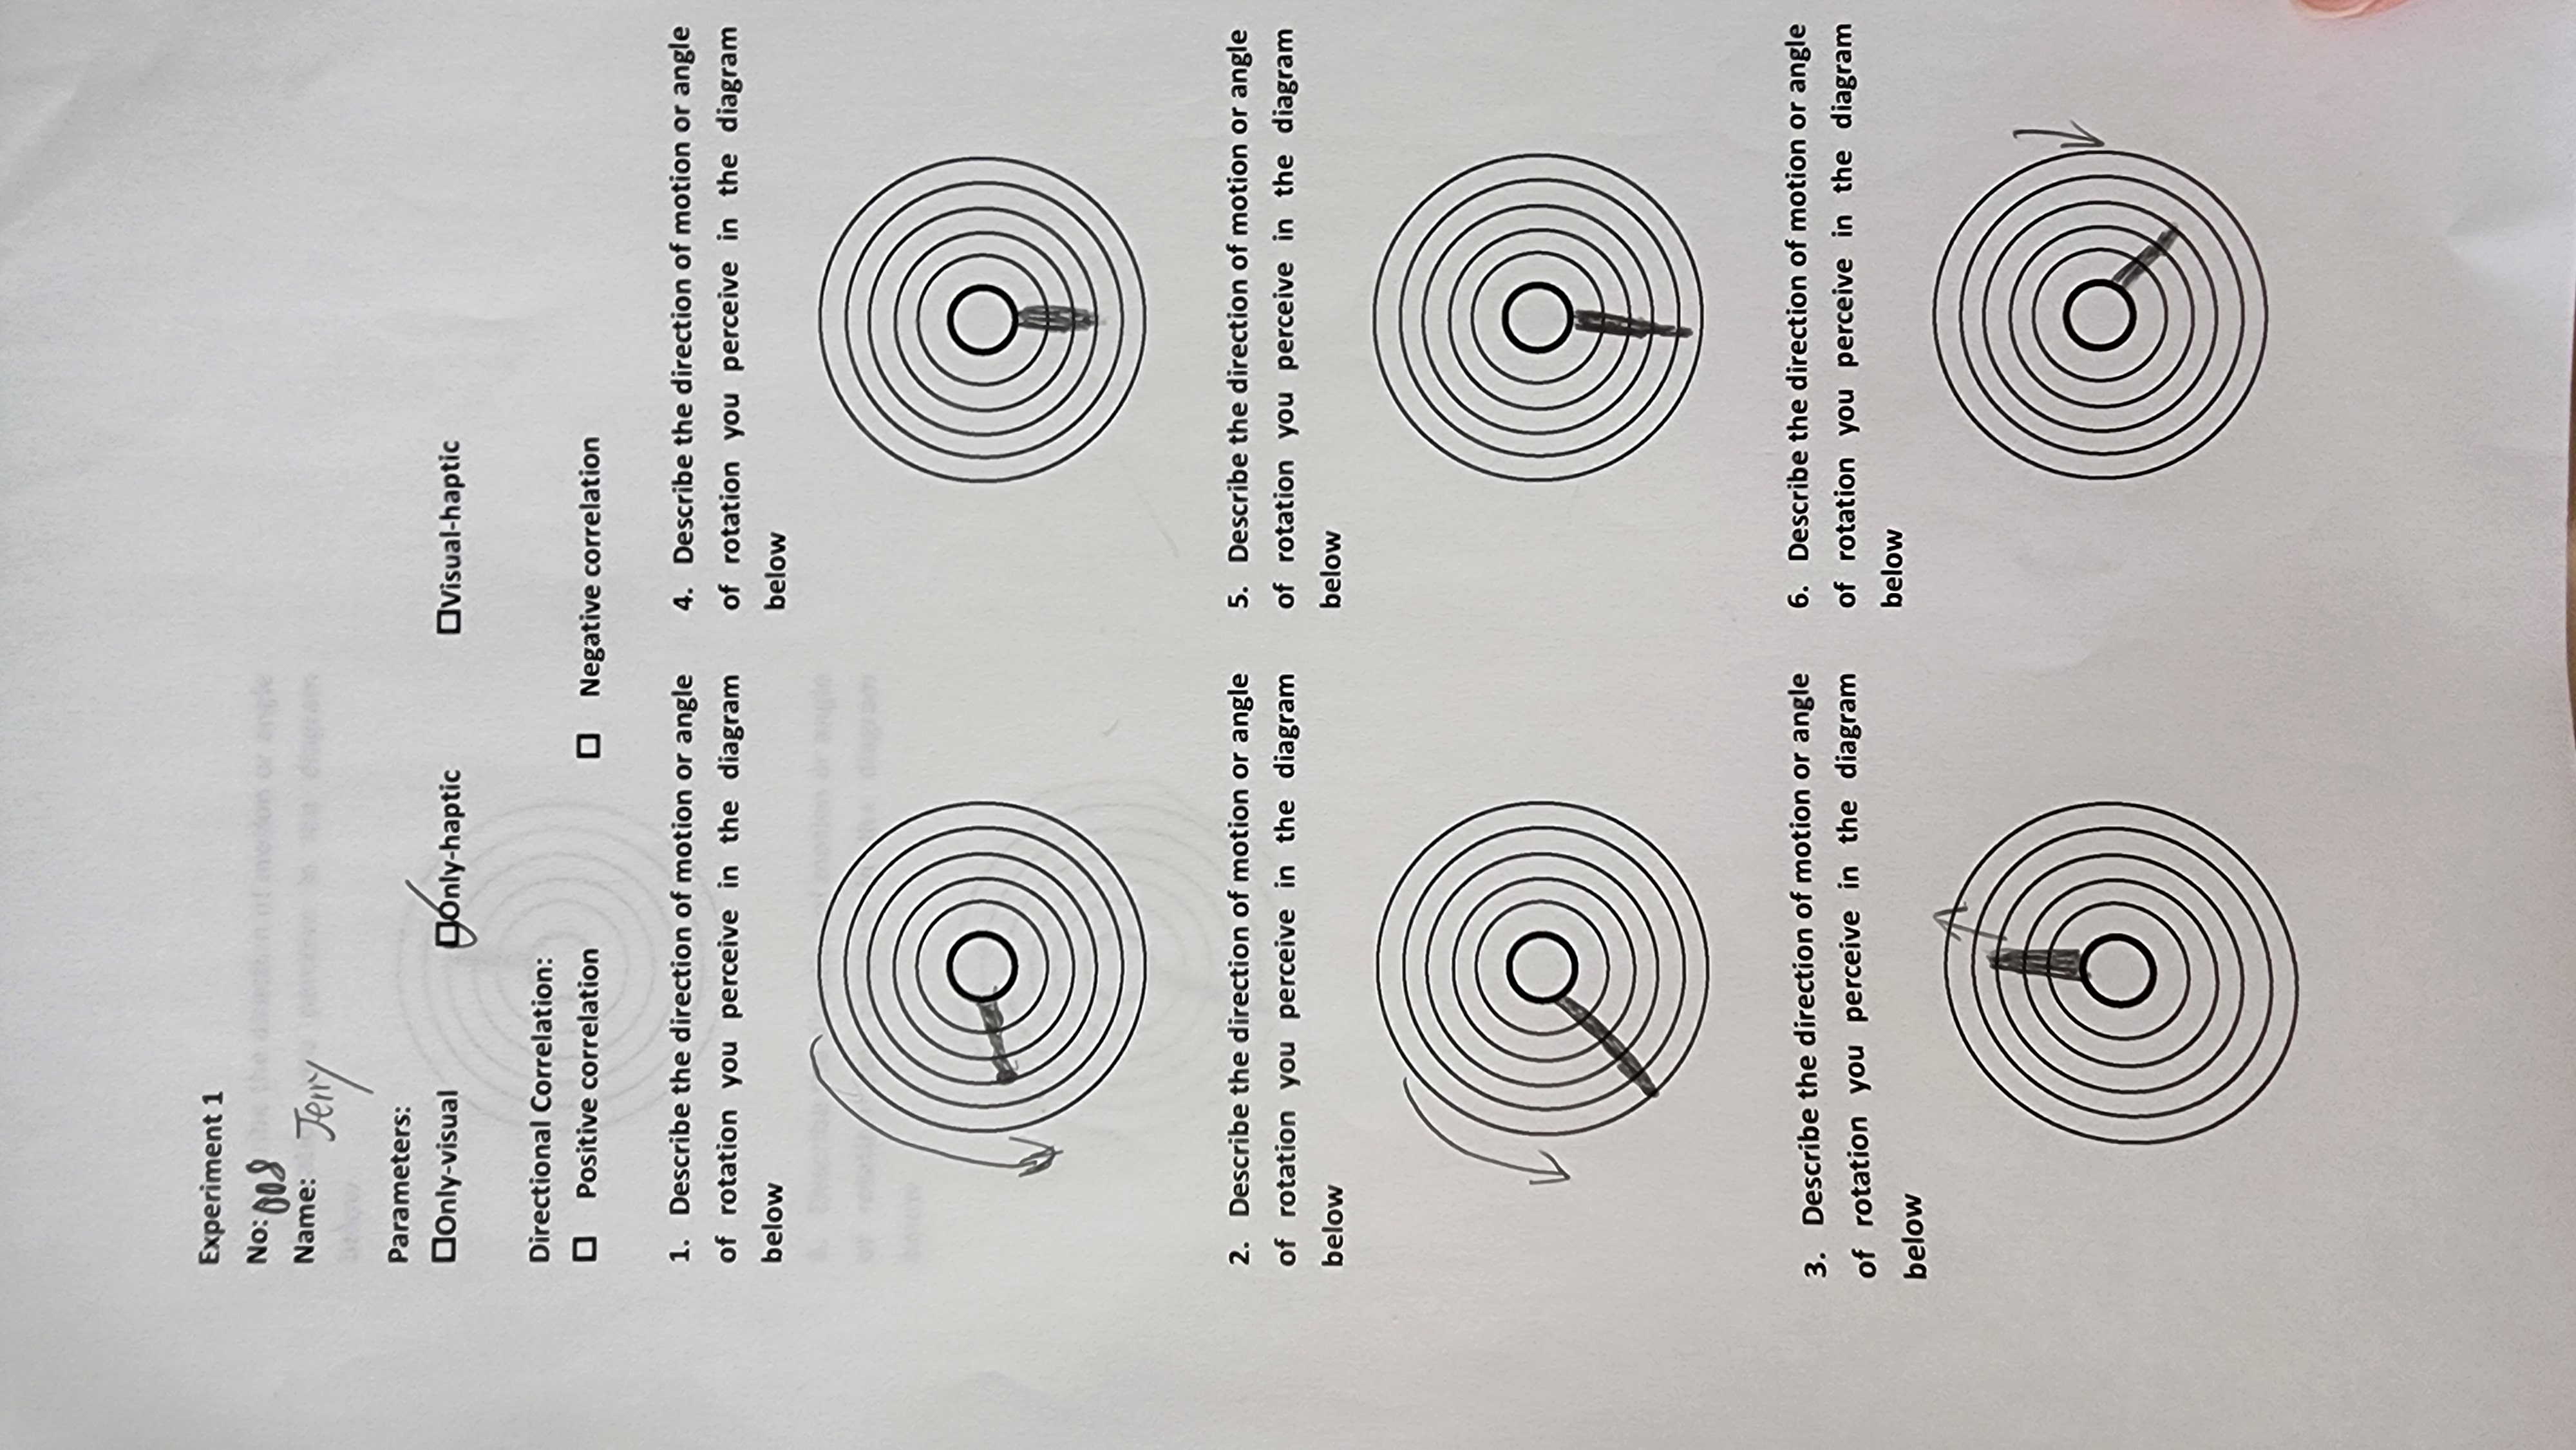 Experiment 1
No: 008
Name: Jerry
Parameters:
☐Only-visual ☑Only-haptic ☐Visual-haptic
Directional Correlation:
☐ Positive correlation ☐ Negative correlation
1. Describe the direction of motion or angle
of rotation you perceive in the diagram
below
4. Describe the direction of motion or angle
of rotation you perceive in the diagram
below
2. Describe the direction of motion or angle
of rotation you perceive in the diagram
below
5. Describe the direction of motion or angle
of rotation you perceive in the diagram
below
3. Describe the direction of motion or angle
of rotation you perceive in the diagram
below
6. Describe the direction of motion or angle
of rotation you perceive in the diagram
below